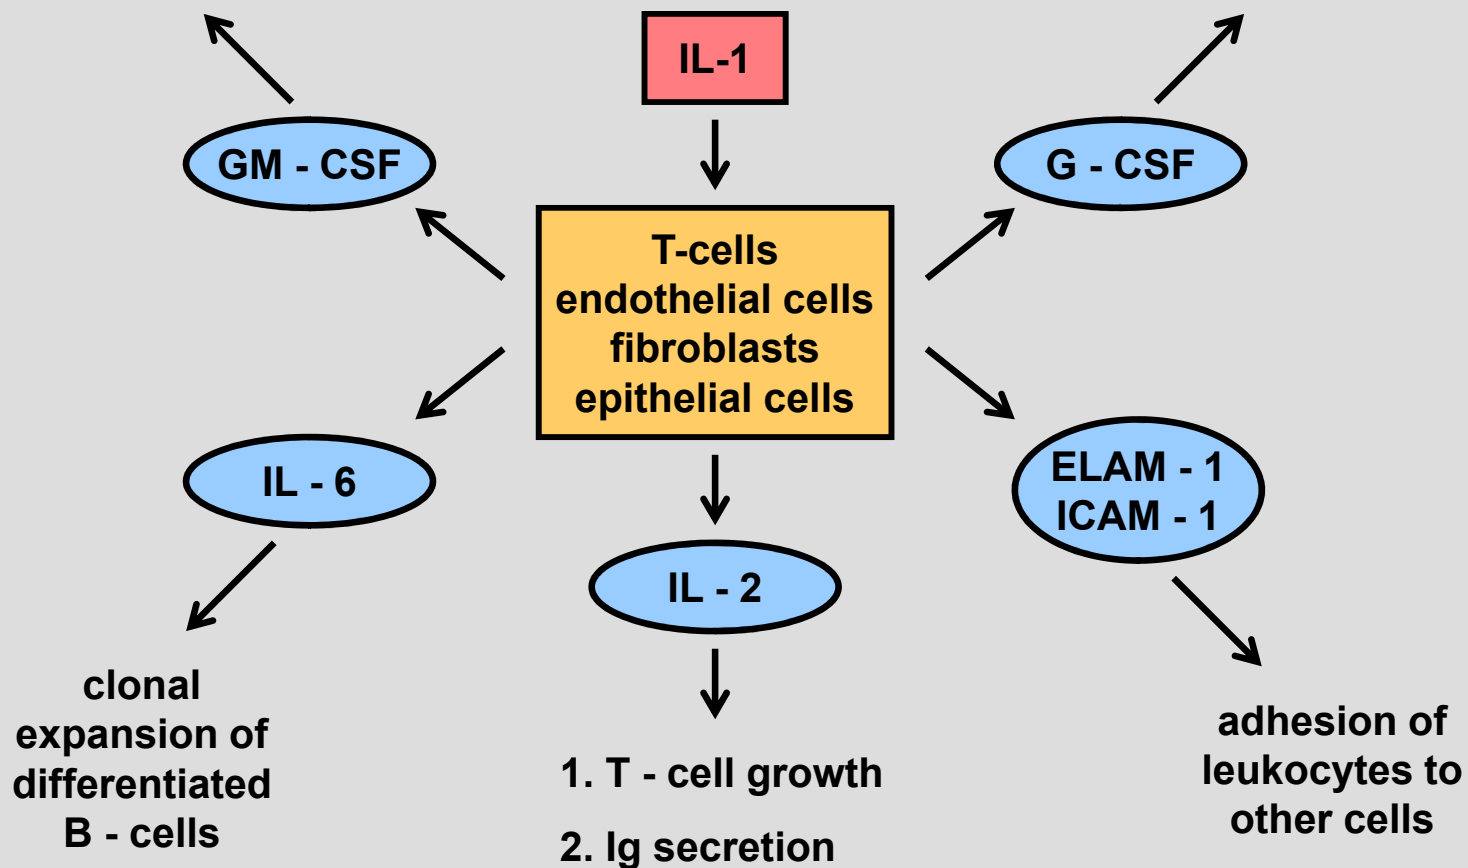 IL-1
GM - CSF
G - CSF
T-cells
endothelial cells
fibroblasts
epithelial cells
IL - 6
ELAM - 1
ICAM - 1
IL - 2
clonal
expansion of
differentiated
B - cells
1. T - cell growth
2. Ig secretion
adhesion of
leukocytes to
other cells